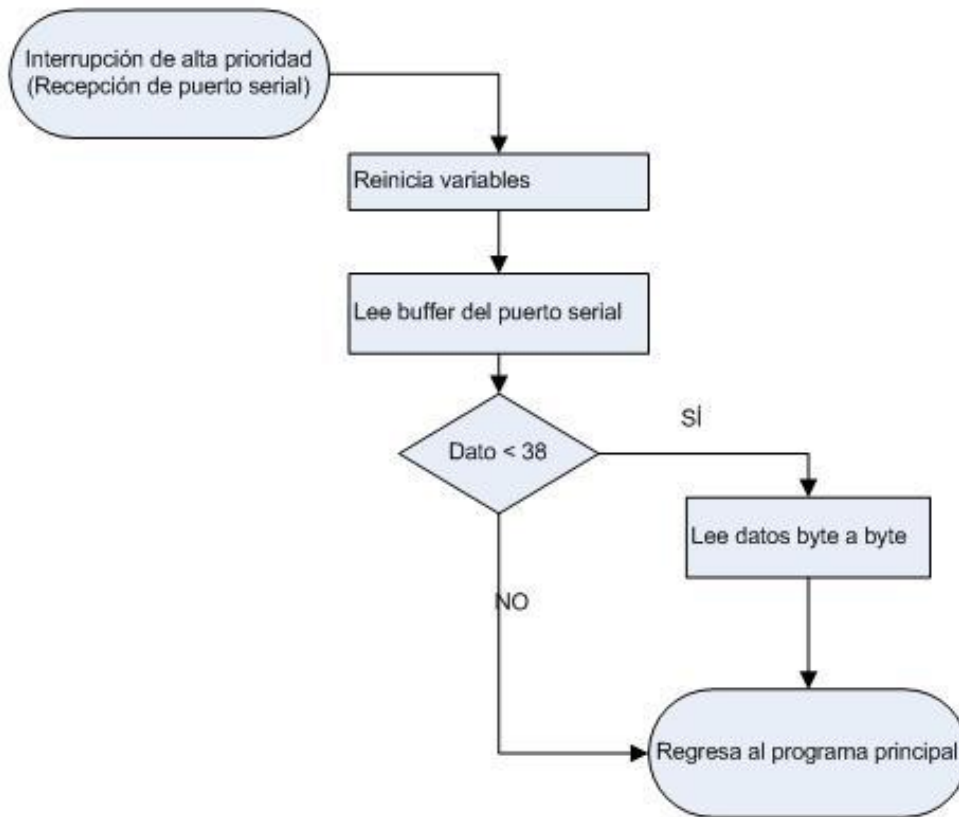 Interrupción de alta prioridad
(Recepción de puerto serial)
Reinicia variables
Lee buffer del puerto serial
Dato < 38
SÍ
Lee datos byte a byte
NO
Regresa al programa principal